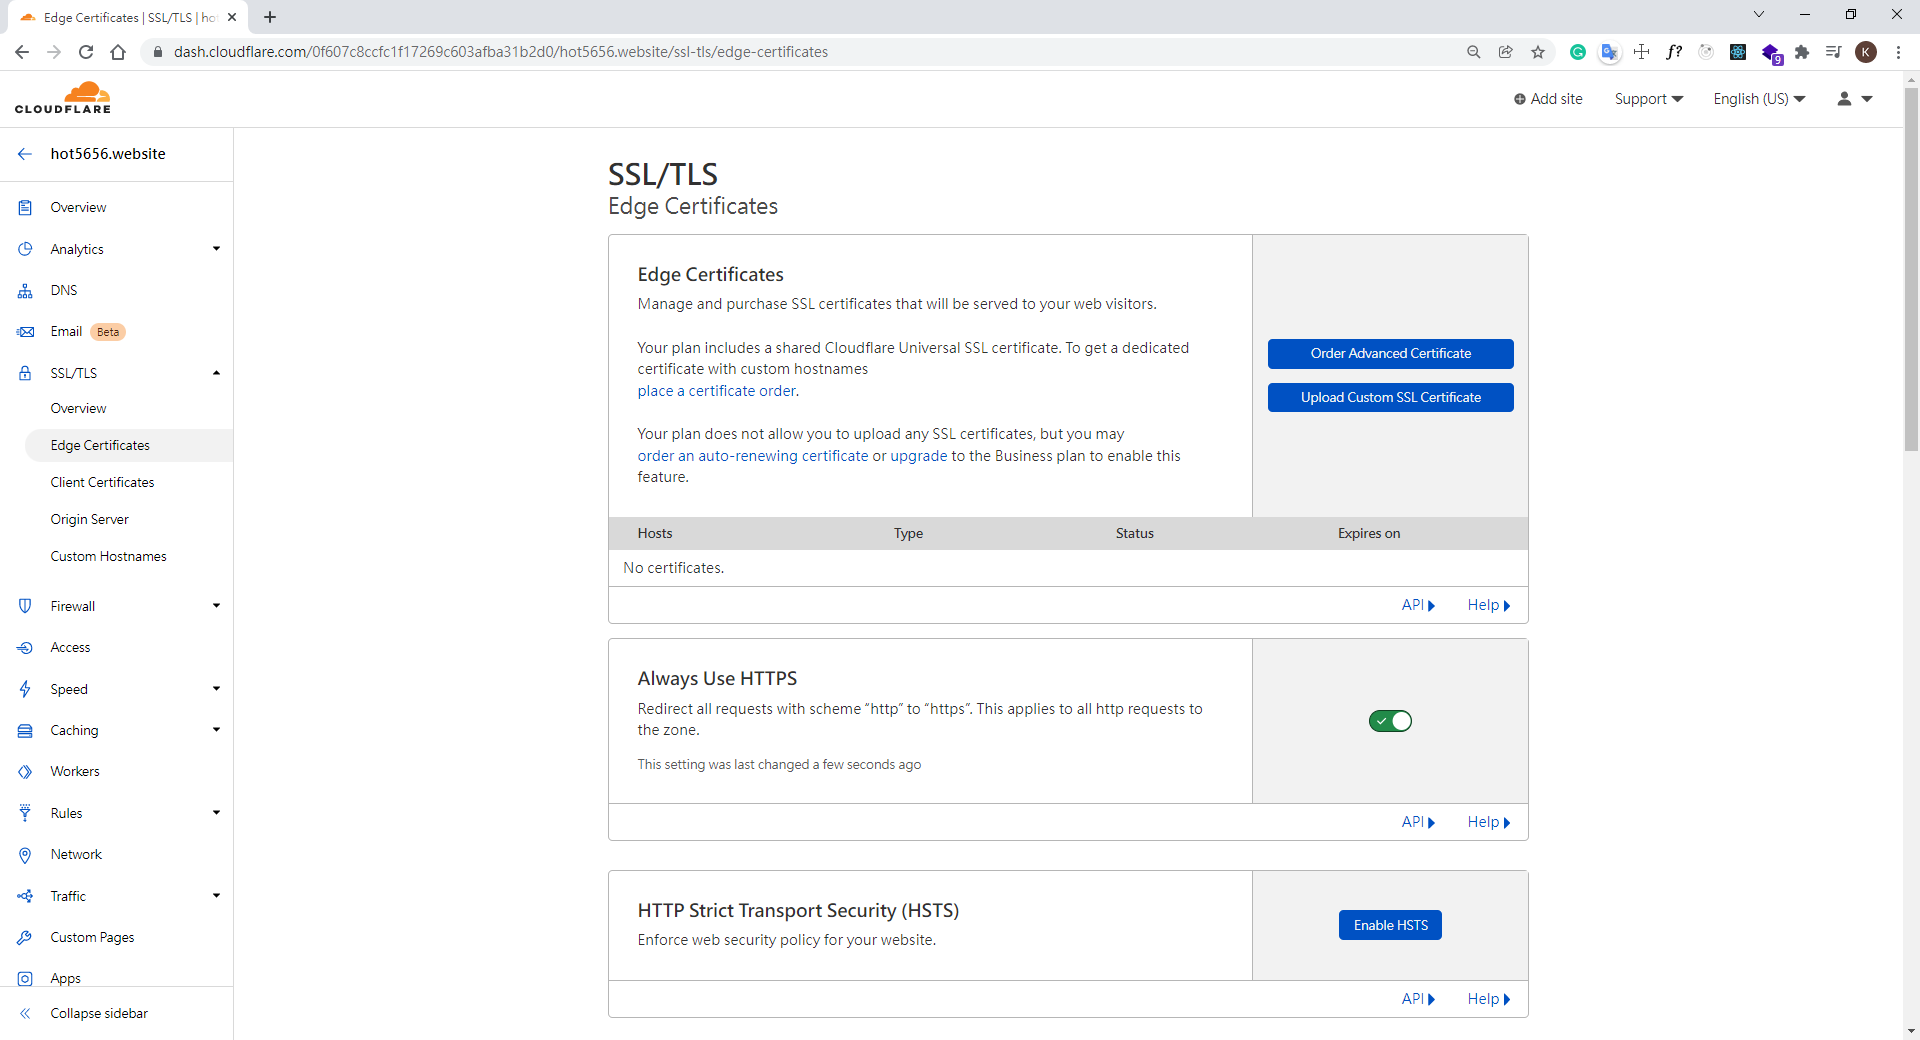 Edge Certificates | SSL/TLS | hot
dash.cloudflare.com/0f607c8ccfc1f17269c603afba31b2d0/hot5656.website/ssl-tls/edge-certificates
f?
9
K
CLOUDFLARE
Add site
Support
English (US)
hot5656.website
Overview
Analytics
DNS
Email Beta
SSL/TLS
Overview
Edge Certificates
Client Certificates
Origin Server
Custom Hostnames
Firewall
Access
Speed
Caching
Workers
Rules
Network
Traffic
Custom Pages
Apps
Collapse sidebar
SSL/TLS
Edge Certificates
Edge Certificates
Manage and purchase SSL certificates that will be served to your web visitors.
Your plan includes a shared Cloudflare Universal SSL certificate. To get a dedicated
certificate with custom hostnames
place a certificate order.
Your plan does not allow you to upload any SSL certificates, but you may
order an auto-renewing certificate or upgrade to the Business plan to enable this
feature.
Order Advanced Certificate
Upload Custom SSL Certificate
Hosts Type Status Expires on
No certificates.
API Help
Always Use HTTPS
Redirect all requests with scheme “http” to “https”. This applies to all http requests to
the zone.
This setting was last changed a few seconds ago
API Help
HTTP Strict Transport Security (HSTS)
Enforce web security policy for your website.
Enable HSTS
API Help